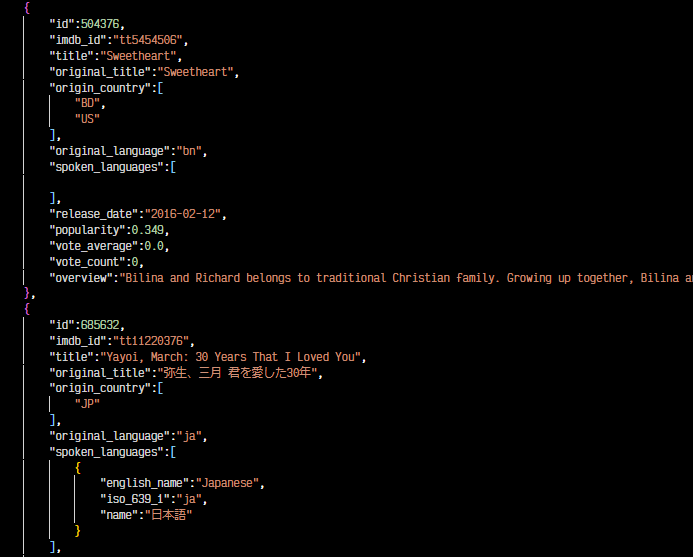 {
"id":504376,
"imdb_id":"tt5454506",
"title":"Sweetheart",
"original_title":"Sweetheart",
"origin_country":[
"BD",
"US"
],
"original_language":"bn",
"spoken_languages":[
],
"release_date":"2016-02-12",
"popularity":0.349,
"vote_average":0.0,
"vote_count":0,
"overview":"Bilina and Richard belongs to traditional Christian family. Growing up together, Bilina
},
{
"id":685632,
"imdb_id":"tt11220376",
"title":"Yayoi, March: 30 Years That I Loved You",
"original_title":"弥生、三月 君を愛した30年",
"origin_country":[
"JP"
],
"original_language":"ja",
"spoken_languages":[
{
"english_name":"Japanese",
"iso_639_1":"ja",
"name":"日本語"
}
],